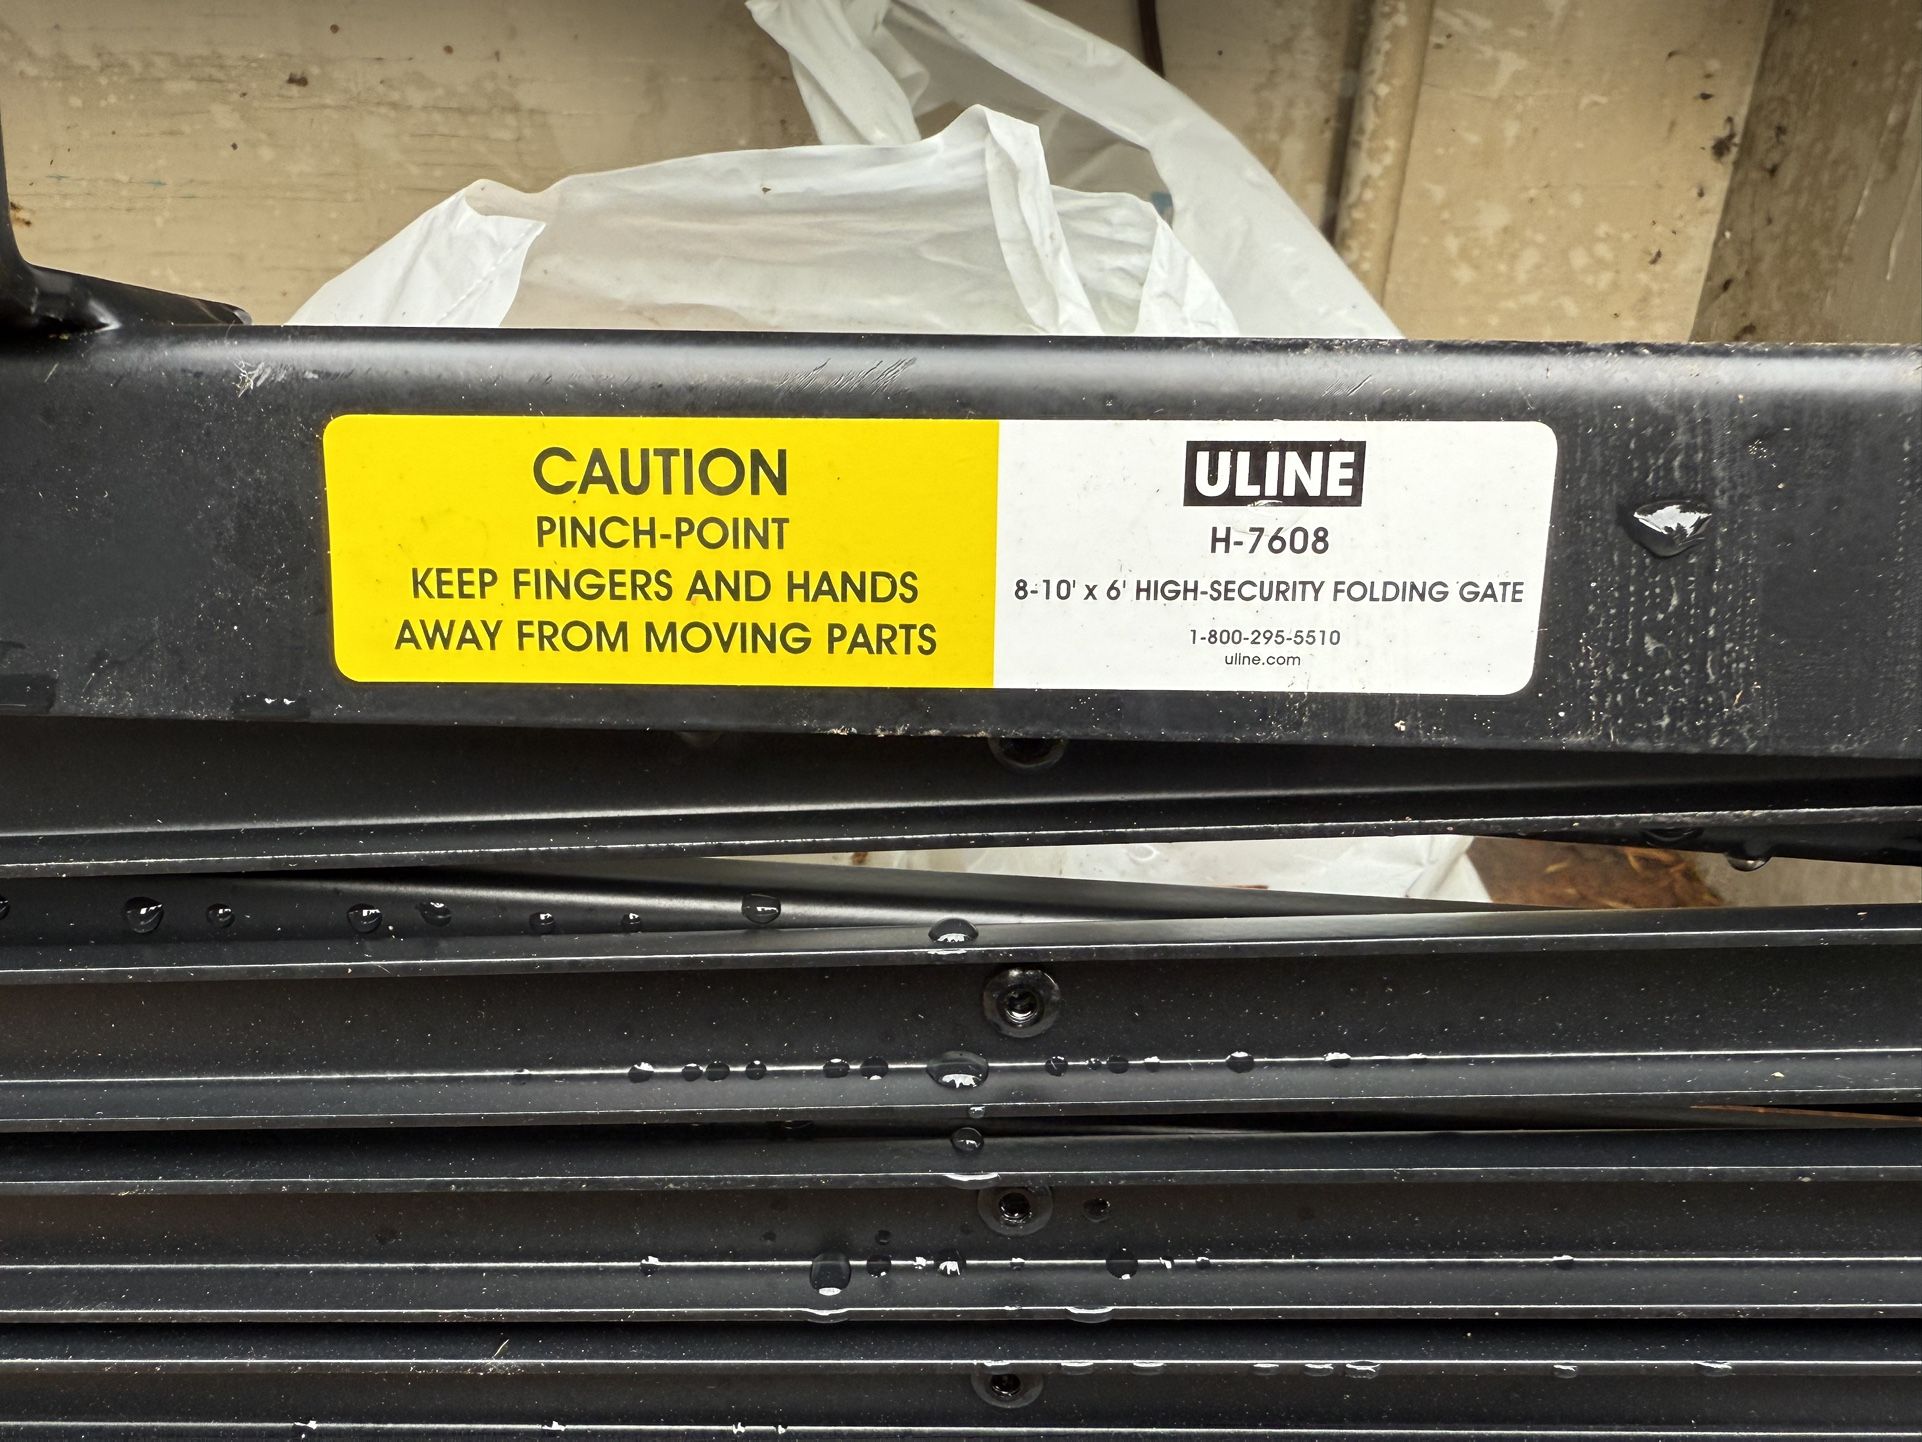 CAUTION
PINCH-POINT
KEEP FINGERS AND HANDS
AWAY FROM MOVING PARTS
ULINE
H-7608
8-10' x 6' HIGH-SECURITY FOLDING GATE
1-800-295-5510
uline.com